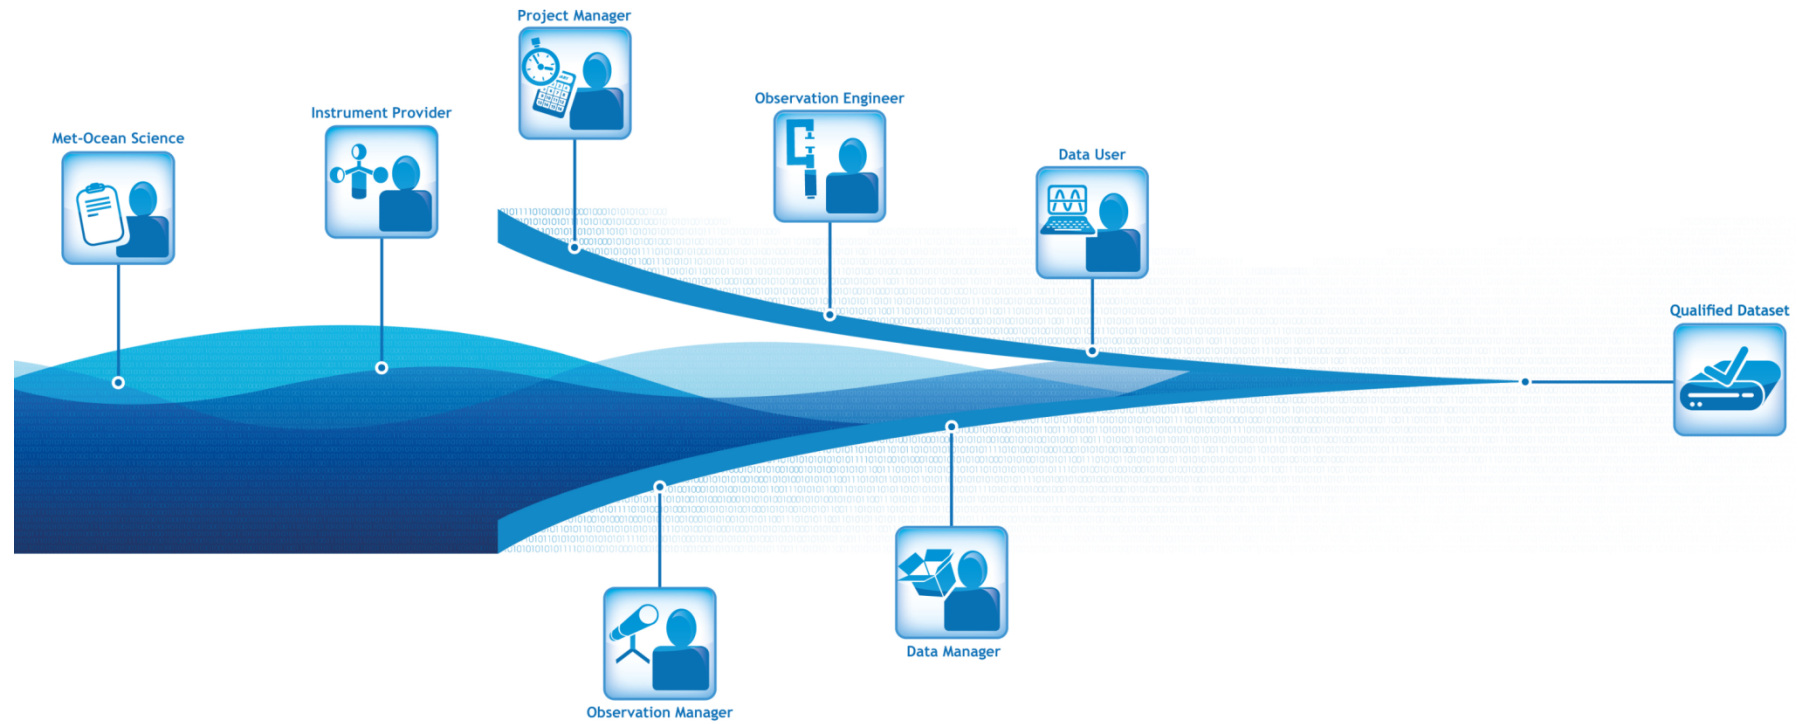 Project Manager
Observation Engineer
Instrument Provider
Met-Ocean Science
Data User
Qualified Dataset
Data Manager
Observation Manager